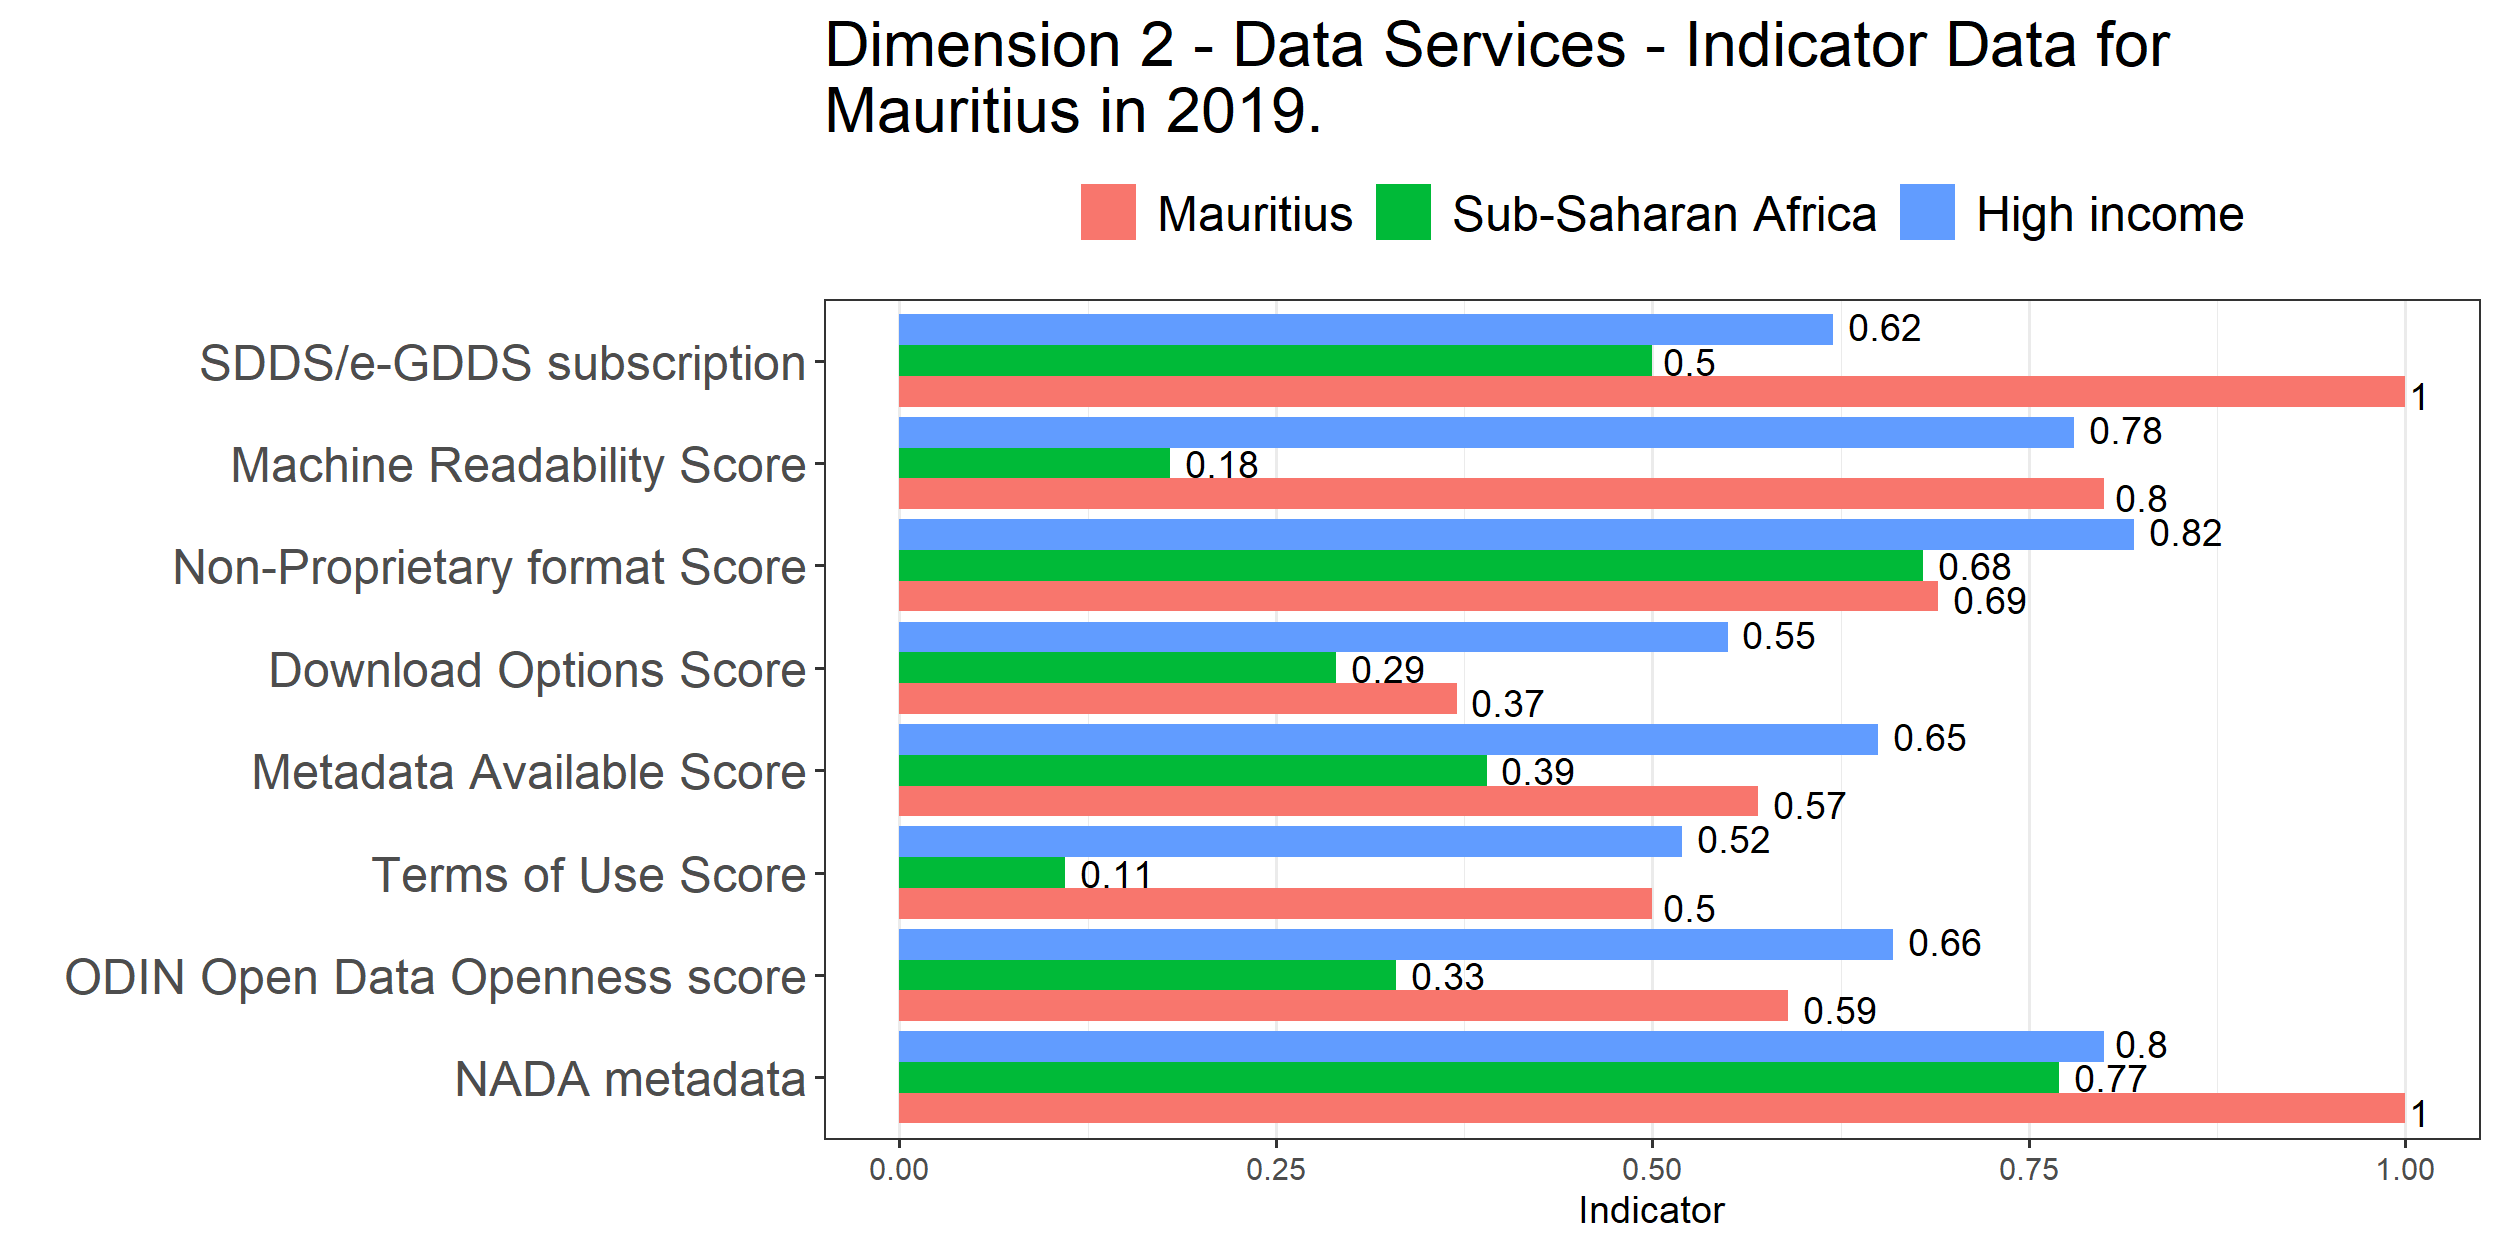 Dimension 2 - Data Services - Indicator Data for
Mauritius in 2019.
Mauritius Sub-Saharan Africa High income
SDDS/e-GDDS subscription
0.62
0.5
1
Machine Readability Score
0.78
0.18
0.8
Non-Proprietary format Score
0.82
0.68
0.69
Download Options Score
0.55
0.29
0.37
Metadata Available Score
0.65
0.39
0.57
Terms of Use Score
0.52
0.11
0.5
ODIN Open Data Openness score
0.66
0.33
0.59
NADA metadata
0.8
0.77
1
0.00 0.25 0.50 0.75 1.00
Indicator